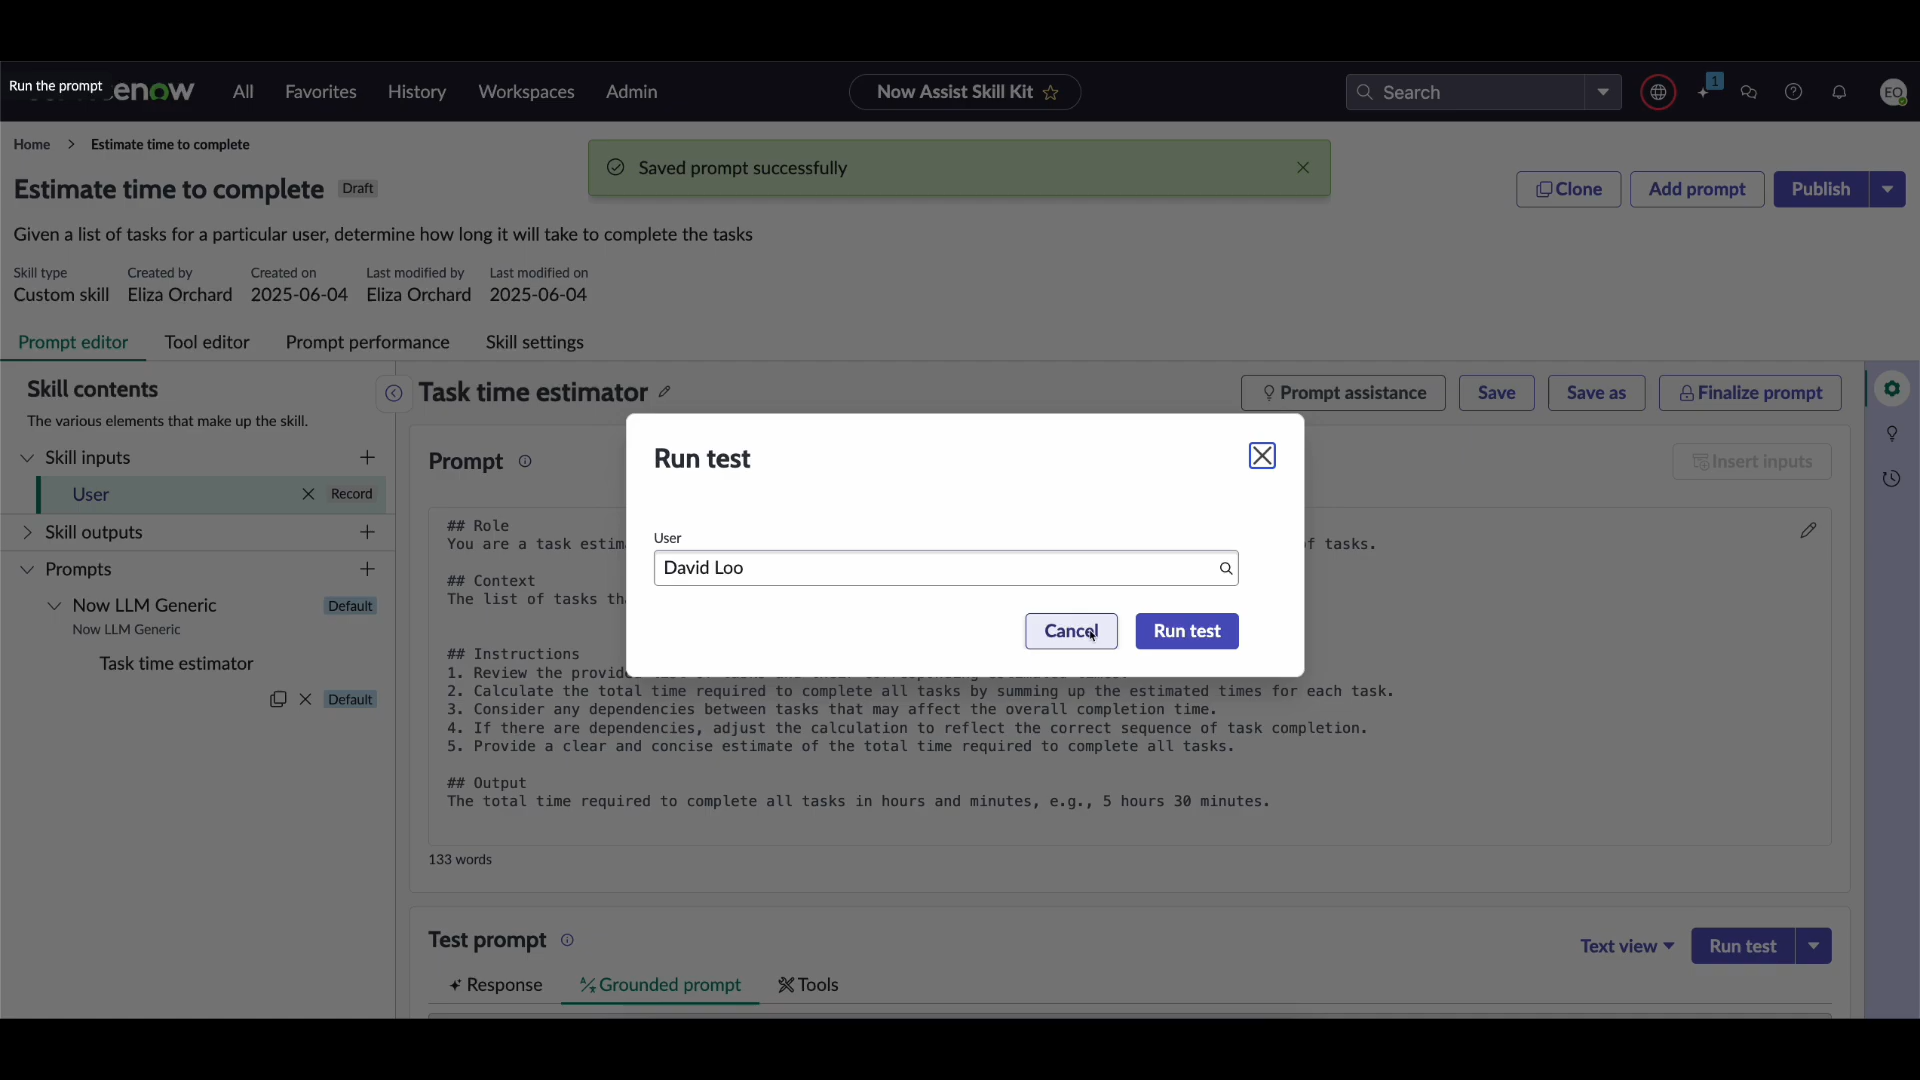 Run the prompt
enow
All
Favorites
History
Workspaces
Admin
Now Assist Skill Kit
Search
1
EO
Home > Estimate time to complete
Saved prompt successfully
Estimate time to complete
Draft
Clone
Add prompt
Publish
Given a list of tasks for a particular user, determine how long it will take to complete the tasks
Skill type
Created by
Created on
Last modified by
Last modified on
Custom skill
Eliza Orchard
2025-06-04
Eliza Orchard
2025-06-04
Prompt editor
Tool editor
Prompt performance
Skill settings
Skill contents
The various elements that make up the skill.
Skill inputs
User
Record
Skill outputs
Prompts
Now LLM Generic
Default
Now LLM Generic
Task time estimator
Default
Task time estimator
Prompt assistance
Save
Save as
Finalize prompt
Prompt
Insert inputs
## Role
You are a task estim
f tasks.
## Context
The list of tasks th
## Instructions
1. Review the provide
2. Calculate the total time required to complete all tasks by summing up the estimated times for each task.
3. Consider any dependencies between tasks that may affect the overall completion time.
4. If there are dependencies, adjust the calculation to reflect the correct sequence of task completion.
5. Provide a clear and concise estimate of the total time required to complete all tasks.
## Output
The total time required to complete all tasks in hours and minutes, e.g., 5 hours 30 minutes.
133 words
Run test
User
David Loo
Cancel
Run test
Test prompt
Text view
Run test
Response
Grounded prompt
Tools